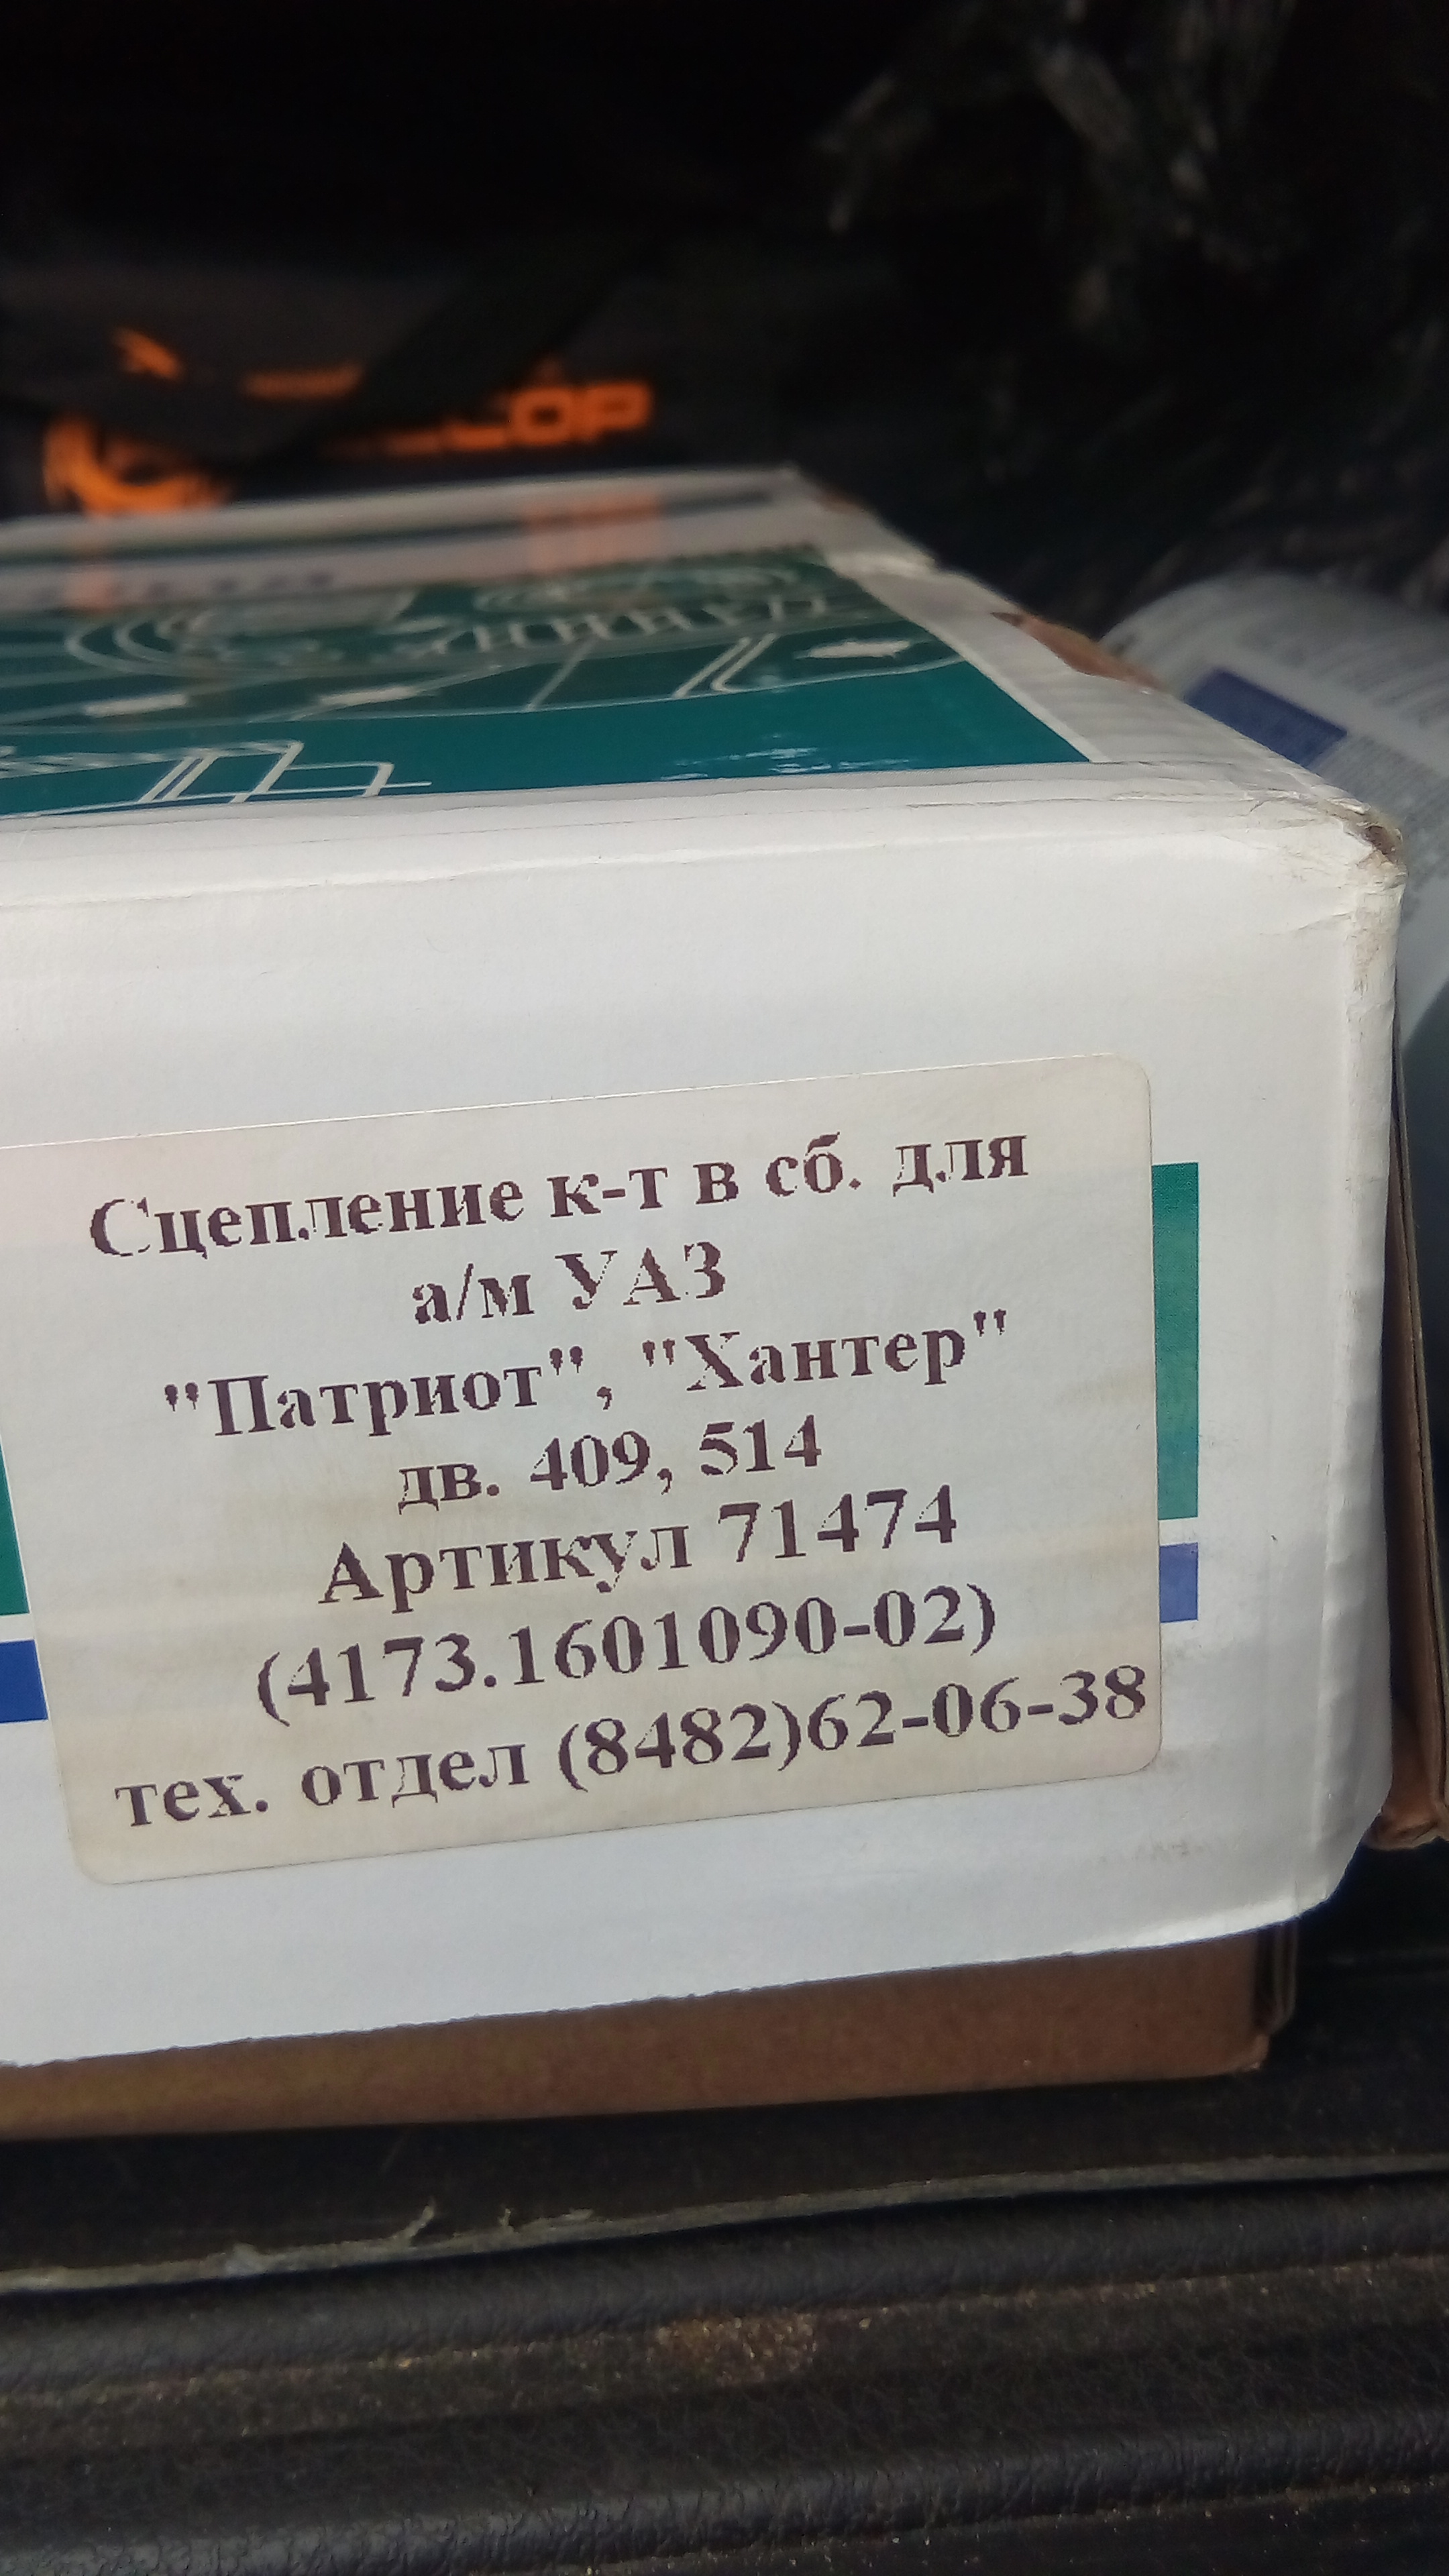 Сцепление к-т в сб. для
а/м УАЗ
"Патриот", "Хантер"
дв. 409, 514
Артикул 71474
(4173.1601090-02)
тех. отдел (8482)62-06-38